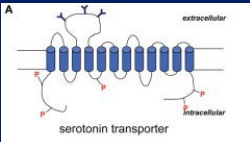 A
extracellular
P
P
P
P
P
intracellular
serotonin transporter